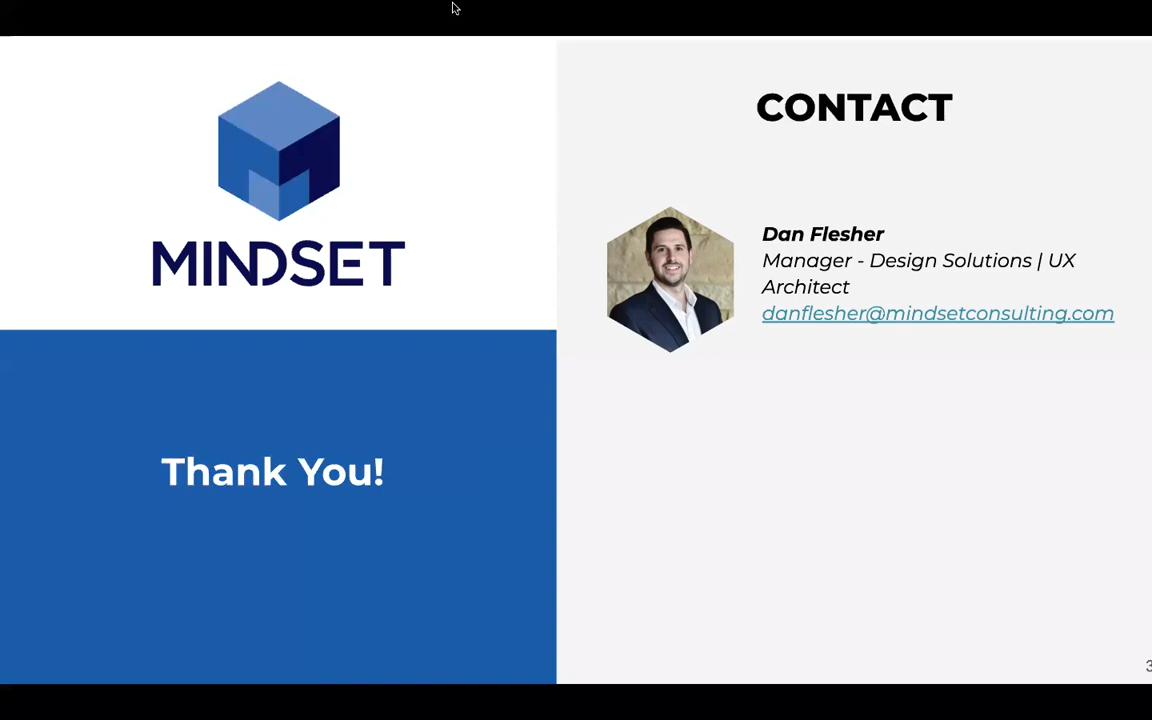 MINDSET
Thank You!
CONTACT
Dan Flesher
Manager - Design Solutions | UX
Architect
danflesher@mindsetconsulting.com